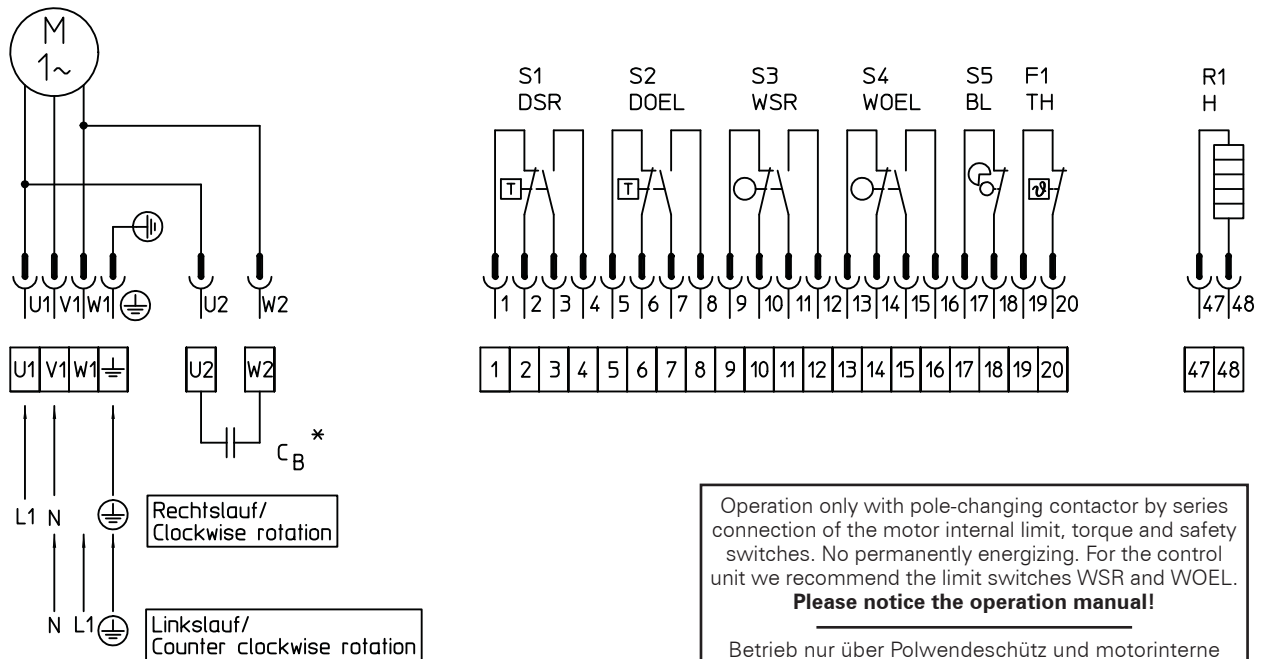 M
1~
S1 S2 S3 S4 S5 F1 R1
DSR DOEL WSR WOEL BL TH H
T T ϑ
U1 V1 W1 U2 W2 1 2 3 4 5 6 7 8 9 10 11 12 13 14 15 16 17 18 19 20 47 48
U1 V1 W1 U2 W2 1 2 3 4 5 6 7 8 9 10 11 12 13 14 15 16 17 18 19 20 47 48
CB*
L1 N
Rechtslauf/
Clockwise rotation
N L1
Linkslauf/
Counter clockwise rotation
Operation only with pole-changing contactor by series
connection of the motor internal limit, torque and safety
switches. No permanently energizing. For the control
unit we recommend the limit switches WSR and WOEL.
Please notice the operation manual!
Betrieb nur über Polwendeschütz und motorinterne